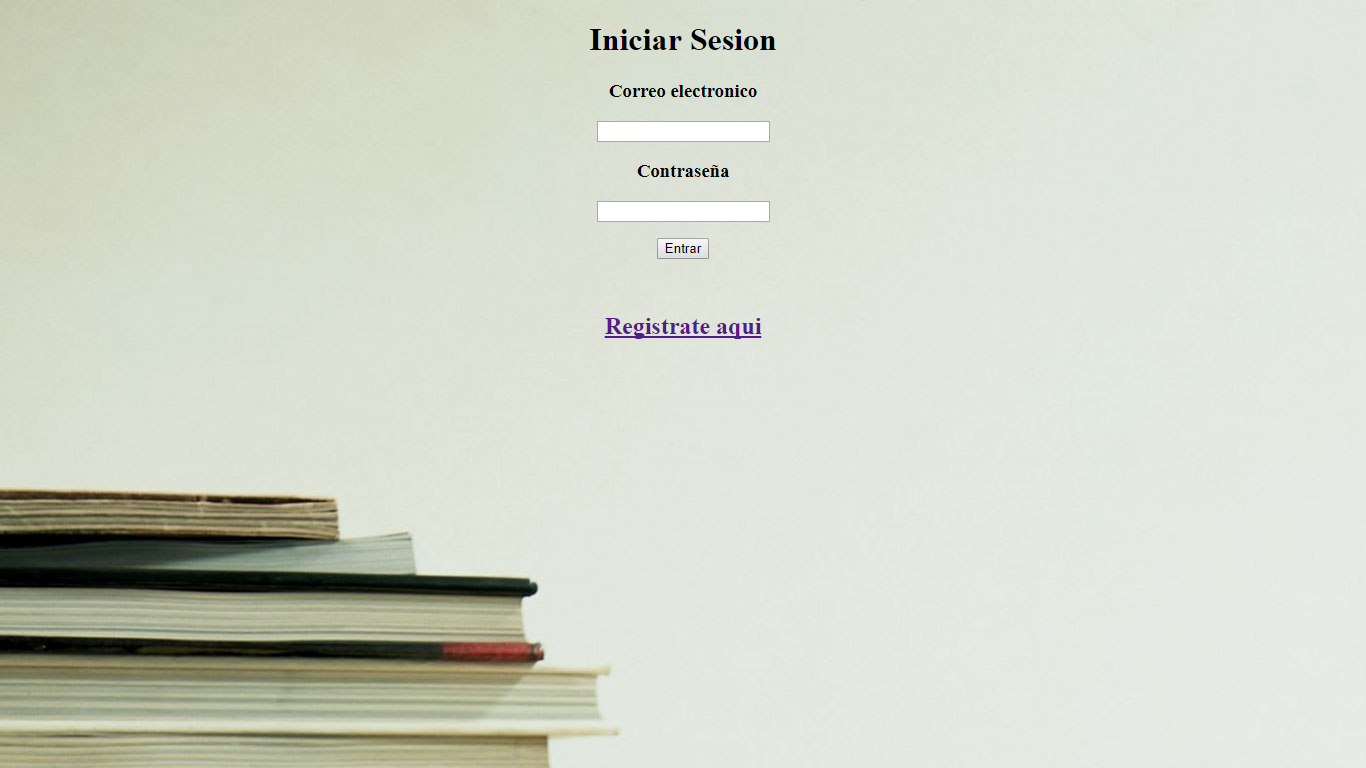 Iniciar Sesion
Correo electronico
Contraseña
Entrar
Registrate aqui